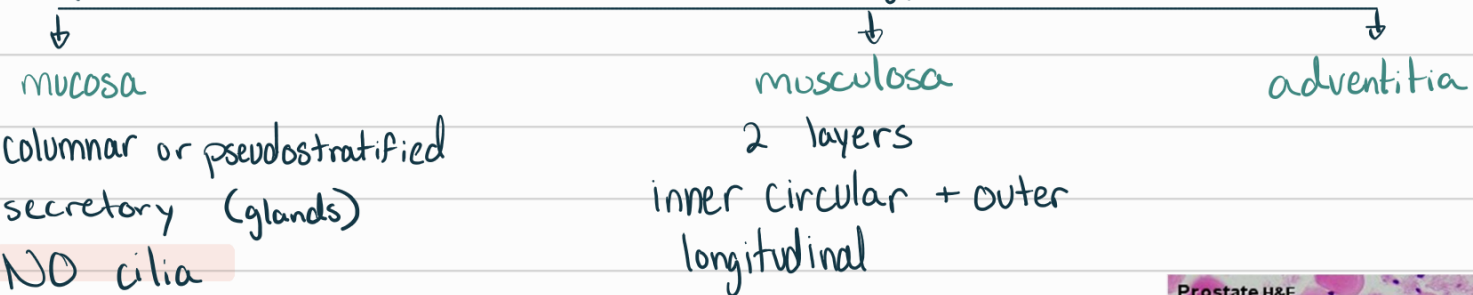 mucosa
columnar or pseudostratified
secretory (glands)
NO cilia
musculosa
2 layers
inner circular + outer
longitudinal
adventitia
Prostate H&E